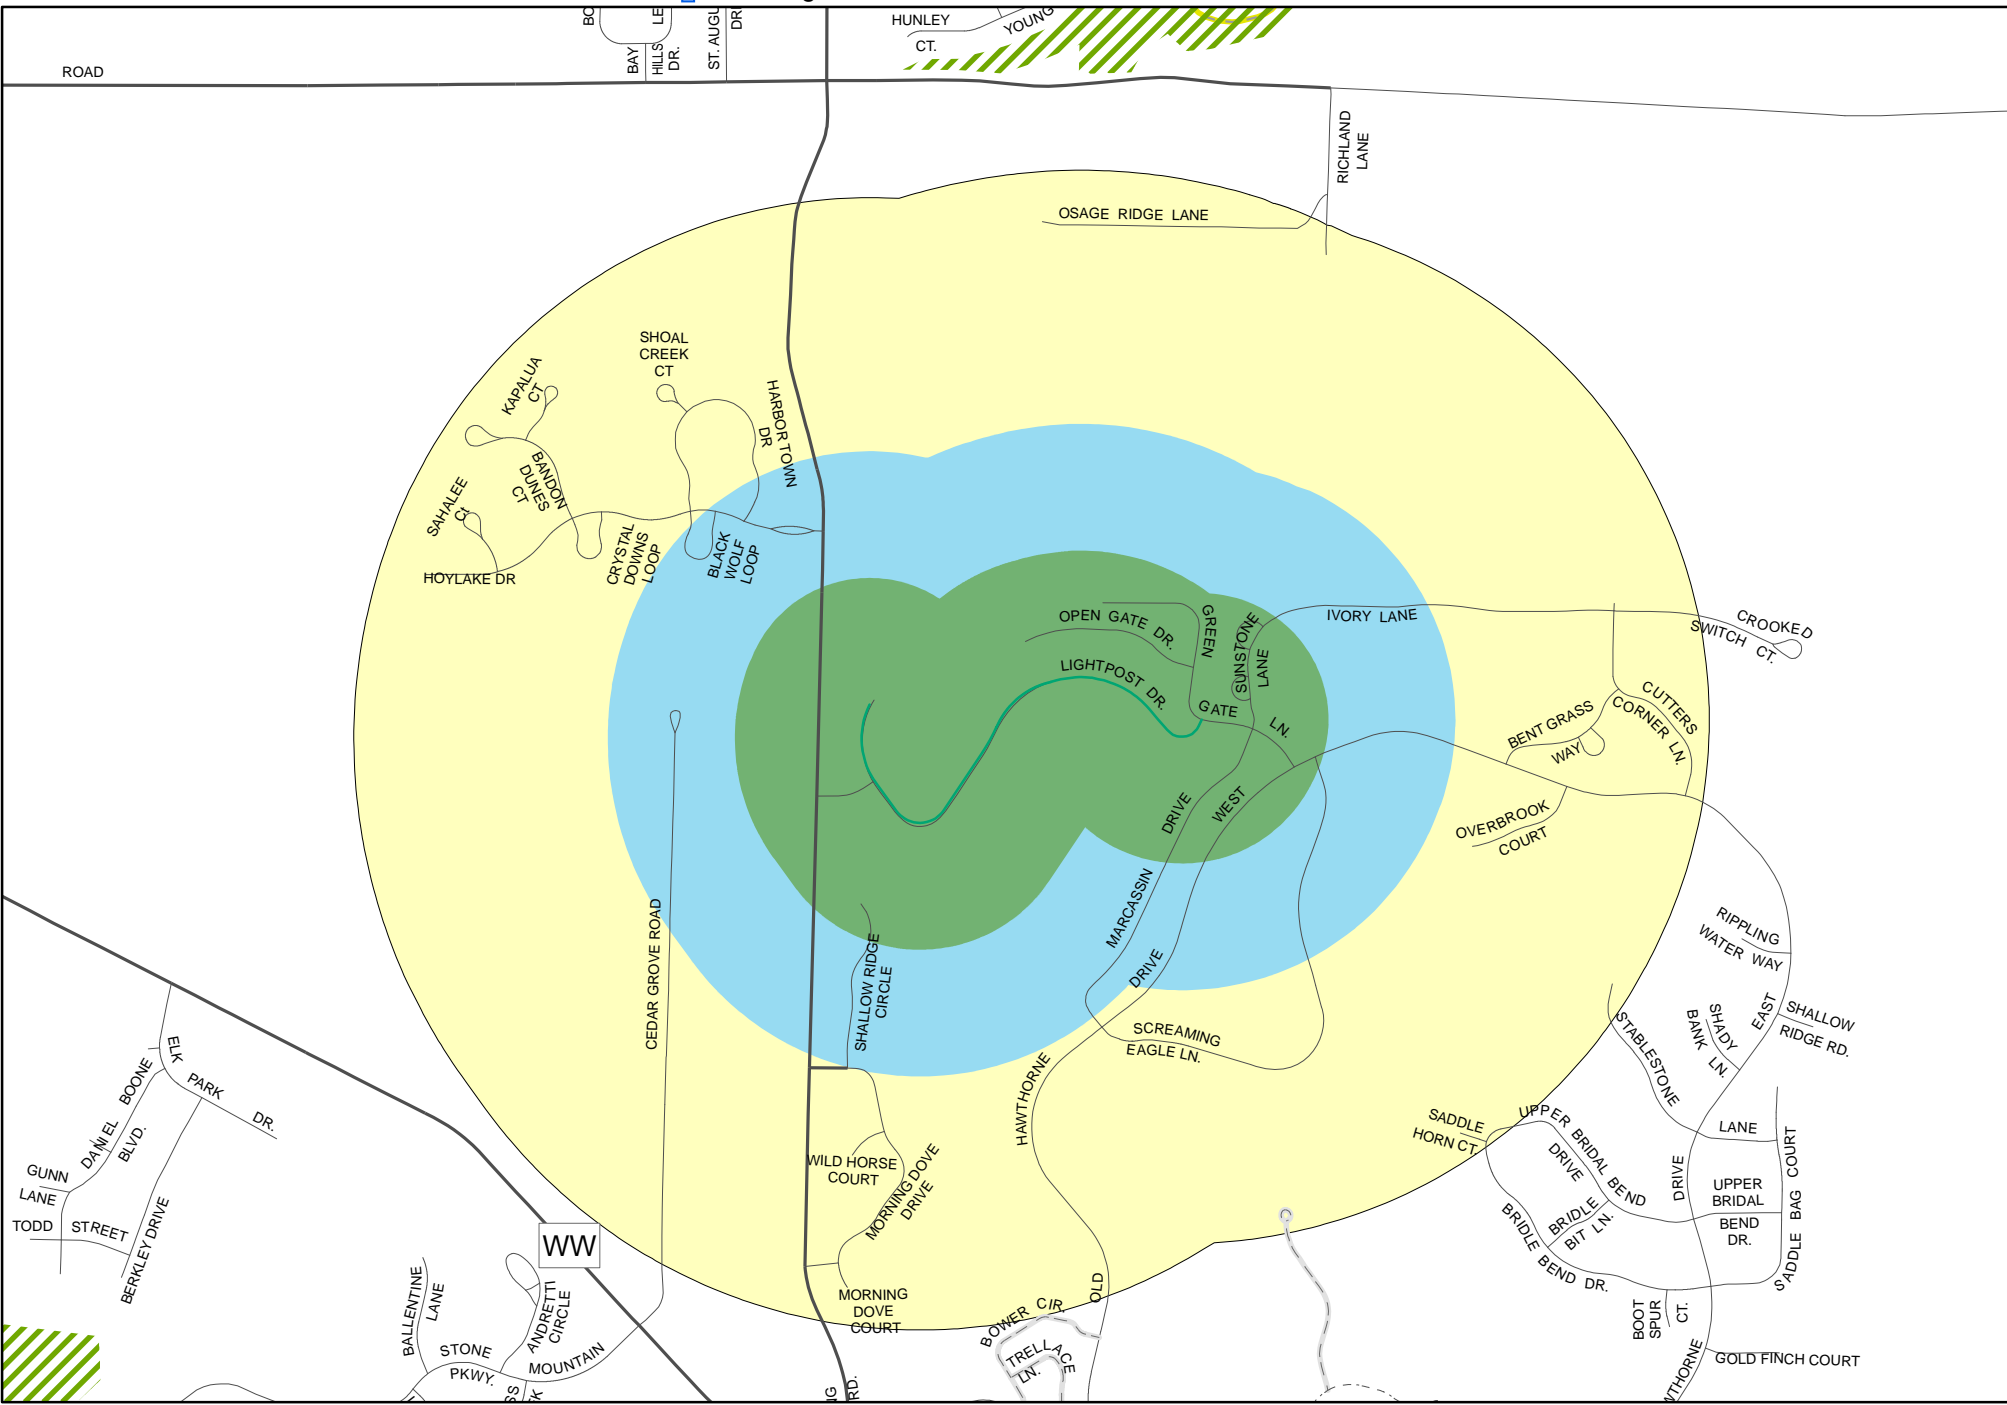 BAY
HILLS
DR.
HUNLEY
CT.
YOUNG
ROAD
RICHLAND
LANE
OSAGE RIDGE LANE
SHOAL
CREEK
CT
KAPALUA
CT
HARBOR TOWN
DR
BANDON
DUNES
CT
SAHALEE
Ct
CRYSTAL
DOWNS
LOOP
BLACK
WOLF
LOOP
HOYLAKE DR
OPEN GATE DR.
GREEN
GATE LN.
SUNSTONE
LANE
IVORY LANE
CROOKED
SWITCH CT.
LIGHTPOST DR.
CUTTERS
CORNER LN.
BENT GRASS
WAY
OVERBROOK
COURT
WEST
DRIVE
MARCASSIN
DRIVE
HAWTHORNE
OLD
SCREAMING
EAGLE LN.
CEDAR GROVE ROAD
SHALLOW RIDGE
CIRCLE
RIPPLING
WATER WAY
EAST
SHALLOW
RIDGE RD.
SHADY
BANK LN.
STABLESTONE
LANE
SADDLE
HORN CT.
UPPER BRIDAL BEND
DRIVE
DRIVE
UPPER
BRIDAL
BEND
DR.
SADDLE BAG COURT
BRIDLE
BIT LN.
BRIDLE BEND DR.
BOOT
SPUR
CT.
GOLD FINCH COURT
WILD HORSE
COURT
MORNING DOVE
DRIVE
MORNING
DOVE
COURT
BOWER CIR.
TRELLACE
LN.
ELK
PARK
DR.
DANIEL BOONE
BLVD.
GUNN
LANE
TODD STREET
BERKLEY DRIVE
WW
BALLENTINE
LANE
ANDRETTI
CIRCLE
STONE
MOUNTAIN
PKWY.
RD.